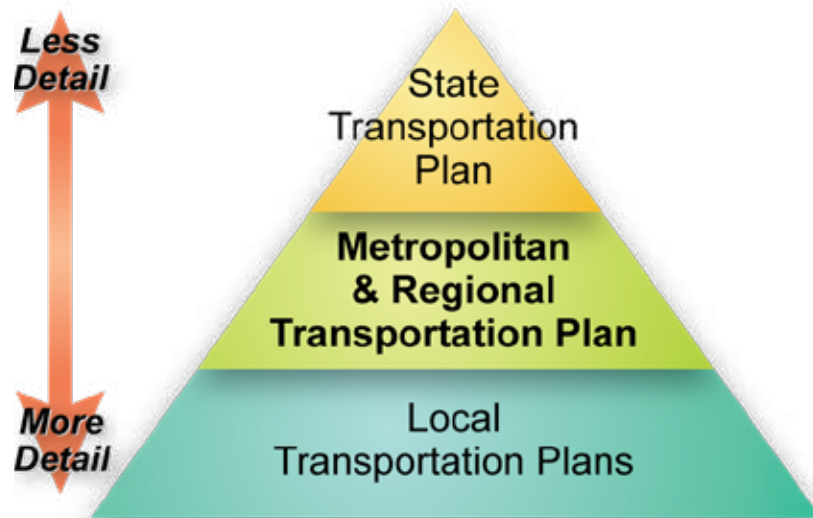 Less
Detail
State
Transportation
Plan
Metropolitan
& Regional
Transportation Plan
More
Detail
Local
Transportation Plans